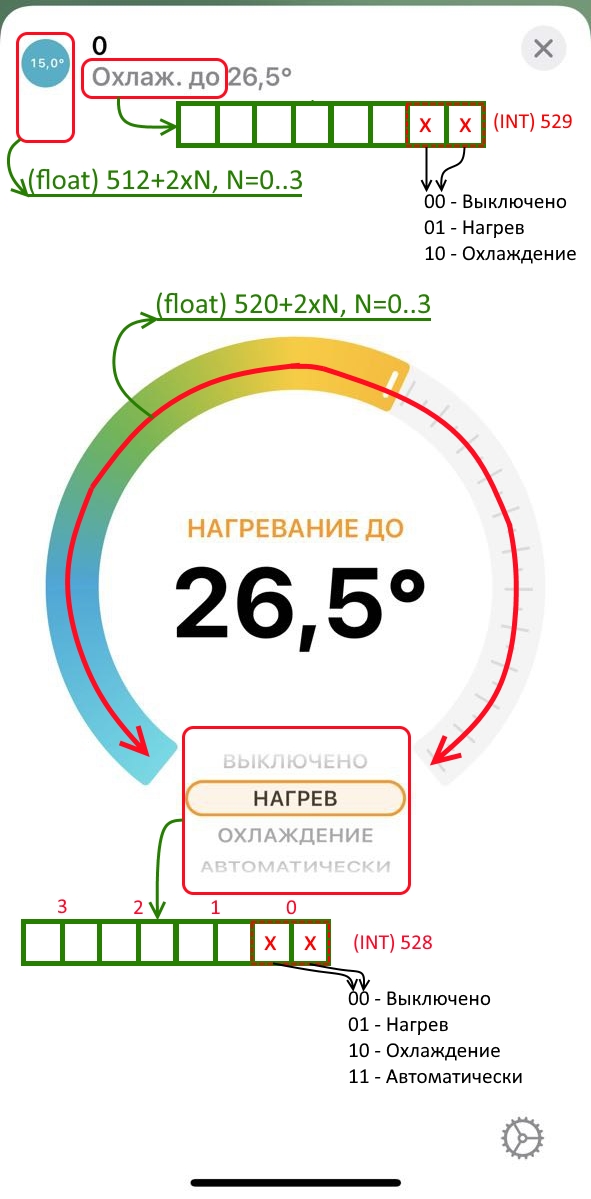 15,0°
0
Охлаж. до 26,5°
X X (INT) 529
(float) 512+2xN, N=0..3
00 - Выключено
01 - Нагрев
10 - Охлаждение
(float) 520+2xN, N=0..3
НАГРЕВАНИЕ ДО
26,5°
ВЫКЛЮЧЕНО
НАГРЕВ
ОХЛАЖДЕНИЕ
АВТОМАТИЧЕСКИ
3 2 1 0
X X (INT) 528
00 - Выключено
01 - Нагрев
10 - Охлаждение
11 - Автоматически